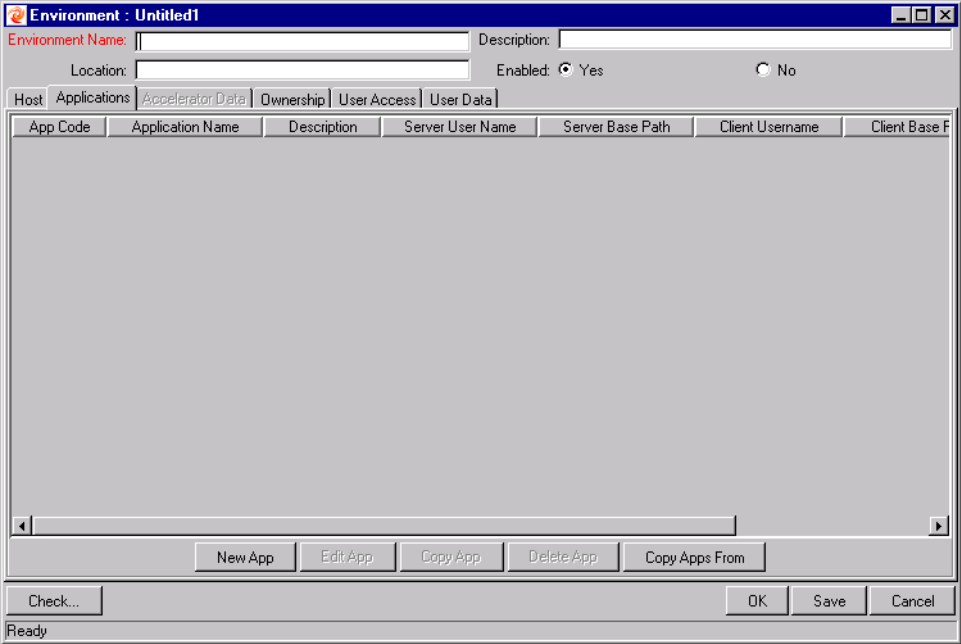 Environment : Untitled1
Environment Name: Description:
Location: Enabled: Yes No
Host Applications Accelerator Data Ownership User Access User Data
App Code Application Name Description Server User Name Server Base Path Client Username Client Base
New App Edit App Copy App Delete App Copy Apps From
Check... OK Save Cancel
Ready